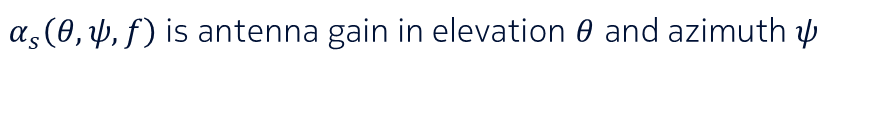 𝛼ₛ(𝜃, 𝜓, 𝑓) is antenna gain in elevation 𝜃 and azimuth 𝜓